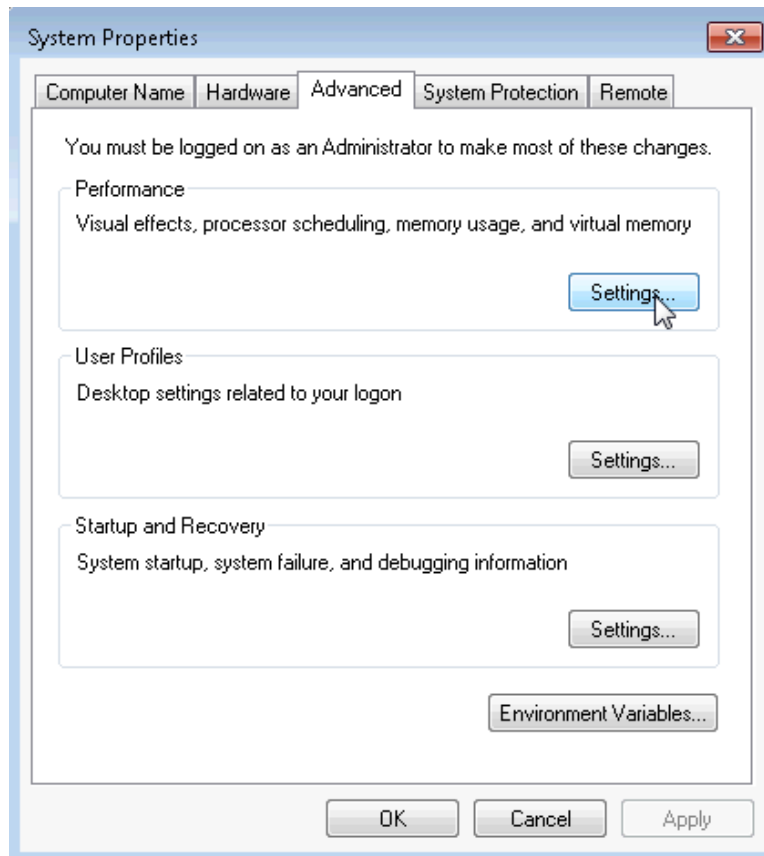 System Properties
Computer Name Hardware Advanced System Protection Remote
You must be logged on as an Administrator to make most of these changes.
Performance
Visual effects, processor scheduling, memory usage, and virtual memory
Settings...
User Profiles
Desktop settings related to your logon
Settings...
Startup and Recovery
System startup, system failure, and debugging information
Settings...
Environment Variables...
OK Cancel Apply